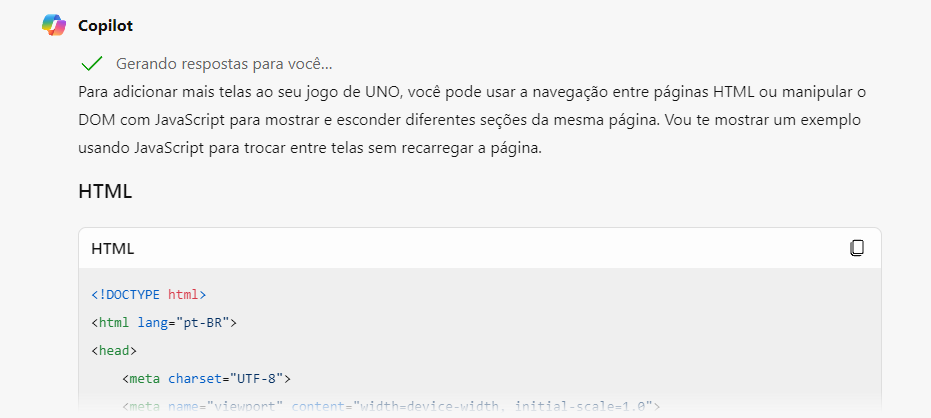 Copilot
Gerando respostas para você...
Para adicionar mais telas ao seu jogo de UNO, você pode usar a navegação entre páginas HTML ou manipular o
DOM com JavaScript para mostrar e esconder diferentes seções da mesma página. Vou te mostrar um exemplo
usando JavaScript para trocar entre telas sem recarregar a página.
HTML
HTML
<!DOCTYPE html>
<html lang="pt-BR">
<head>
    <meta charset="UTF-8">
    <meta name="viewport" content="width=device-width, initial-scale=1.0">